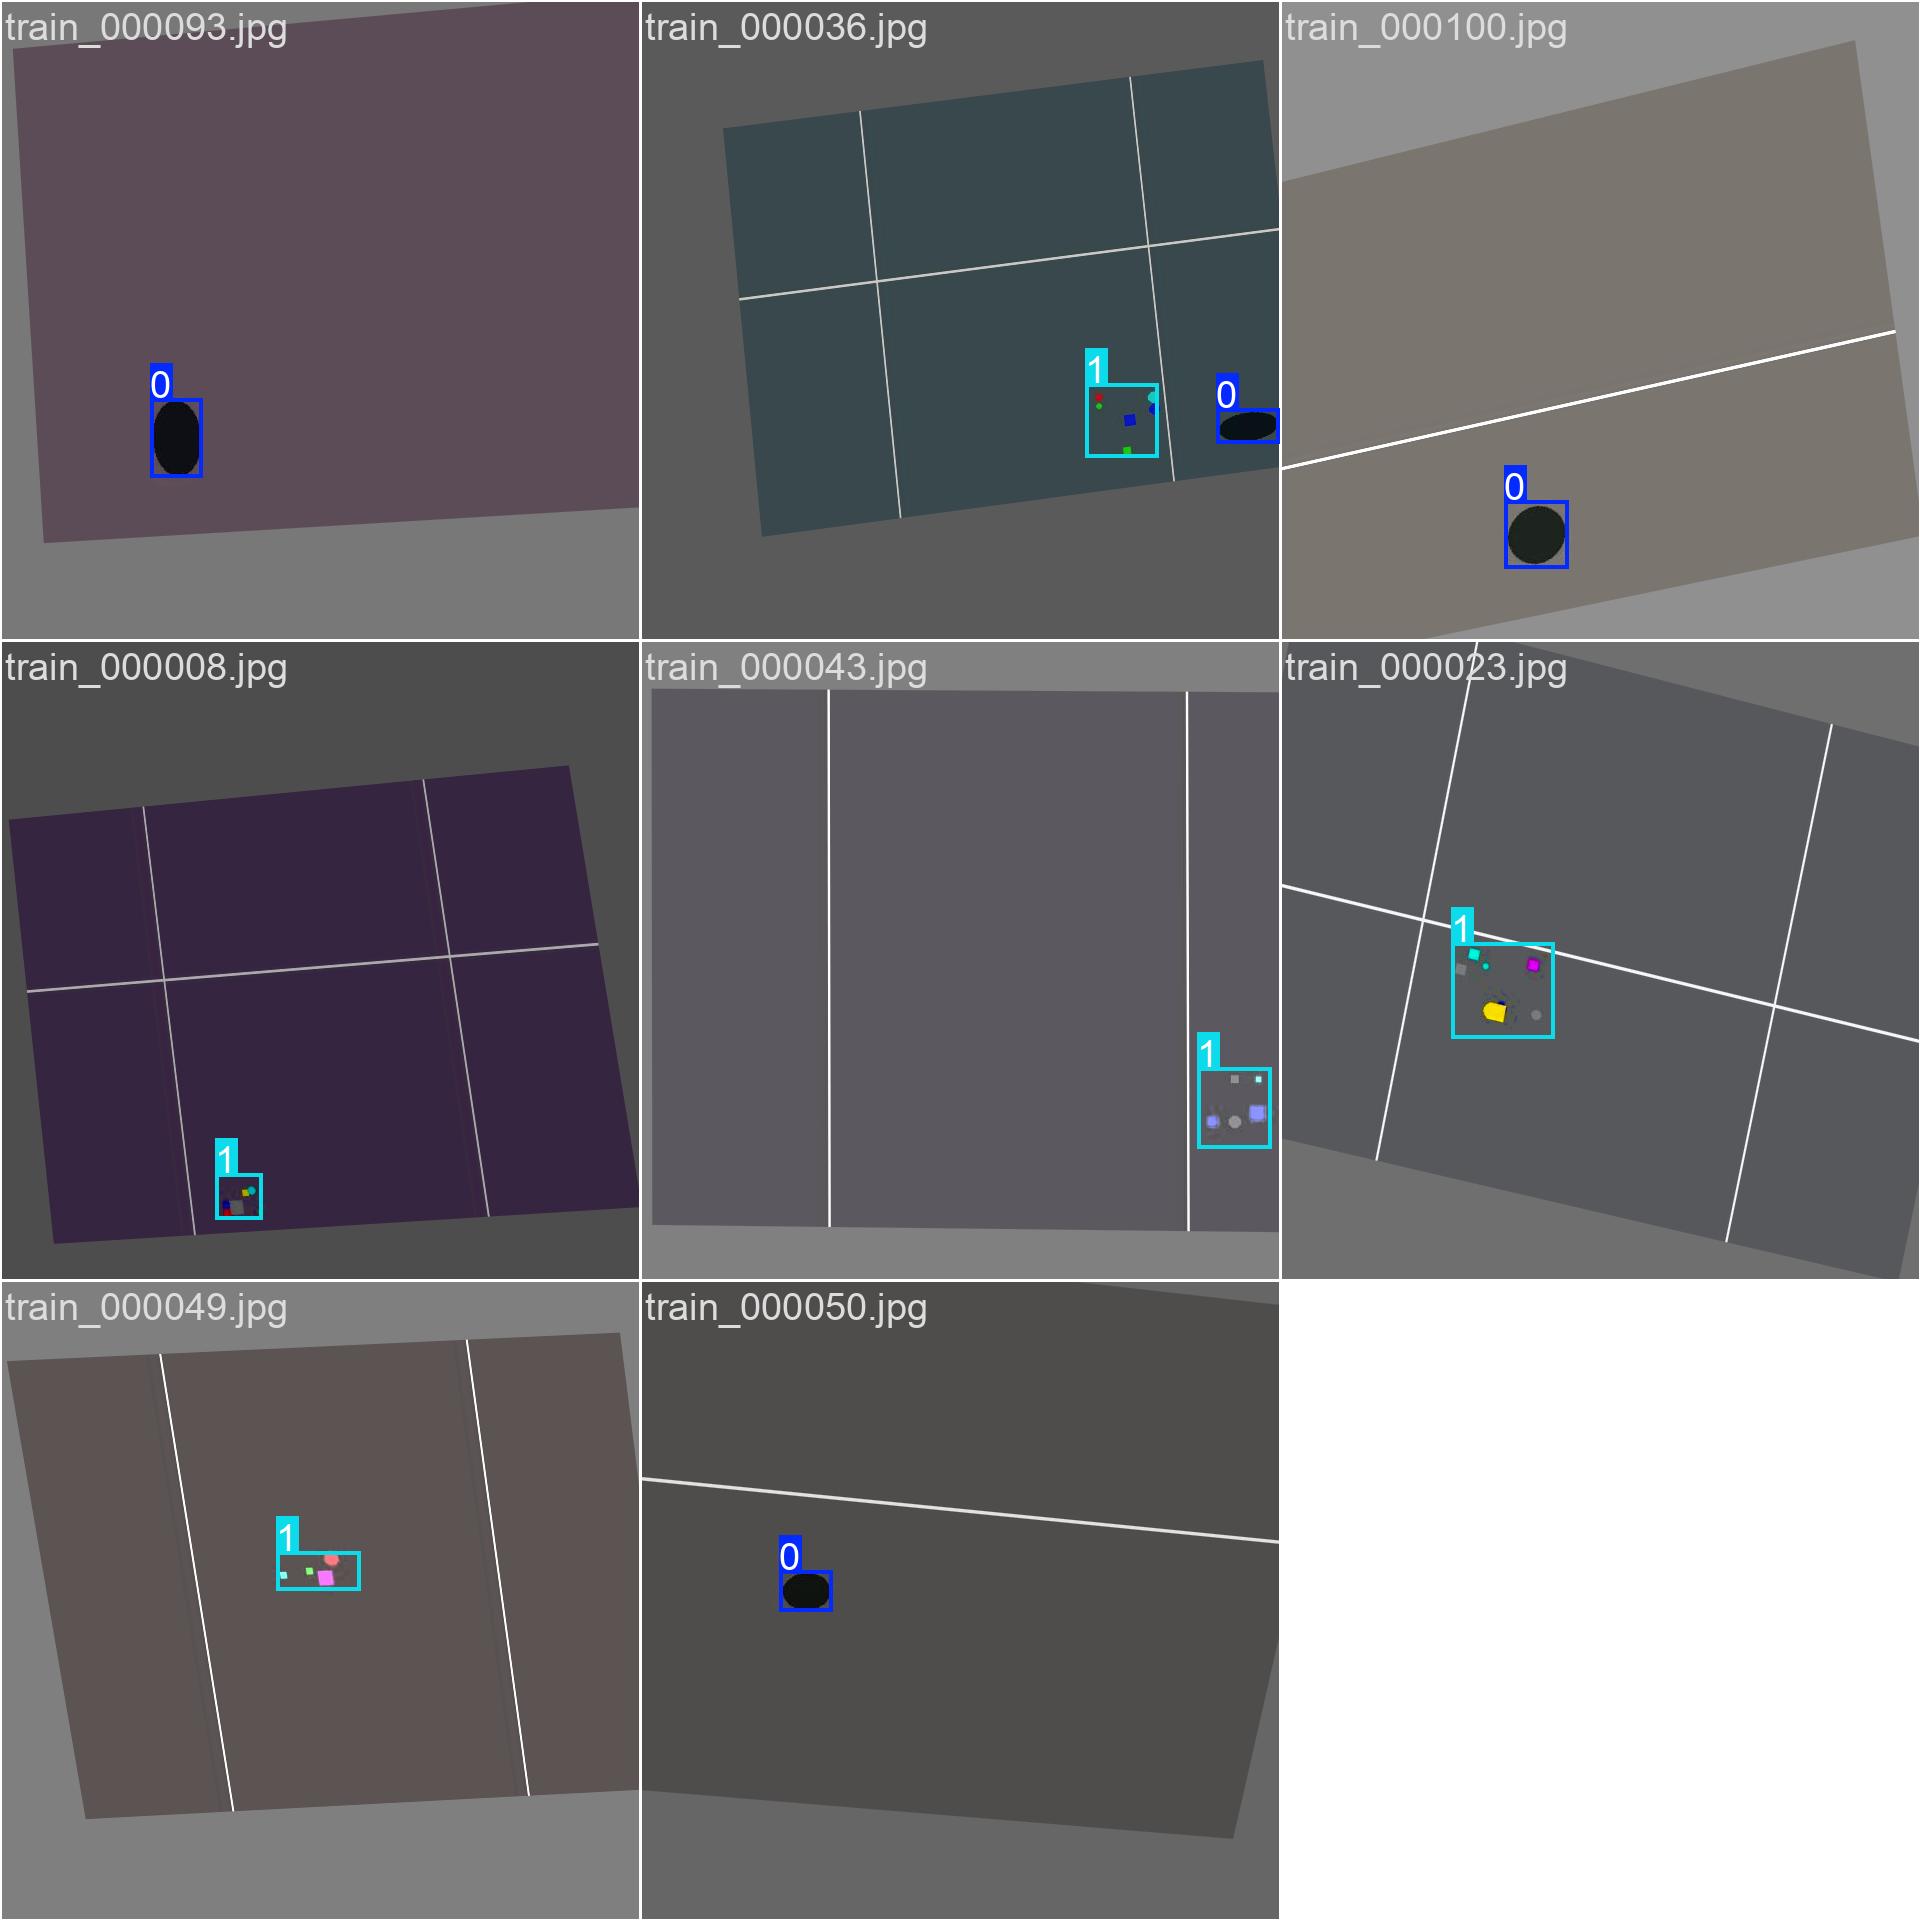 train_000093.jpg
train_000036.jpg
train_000100.jpg
0
1
0
0
train_000008.jpg
train_000043.jpg
train_000023.jpg
1
1
1
train_000049.jpg
train_000050.jpg
1
0